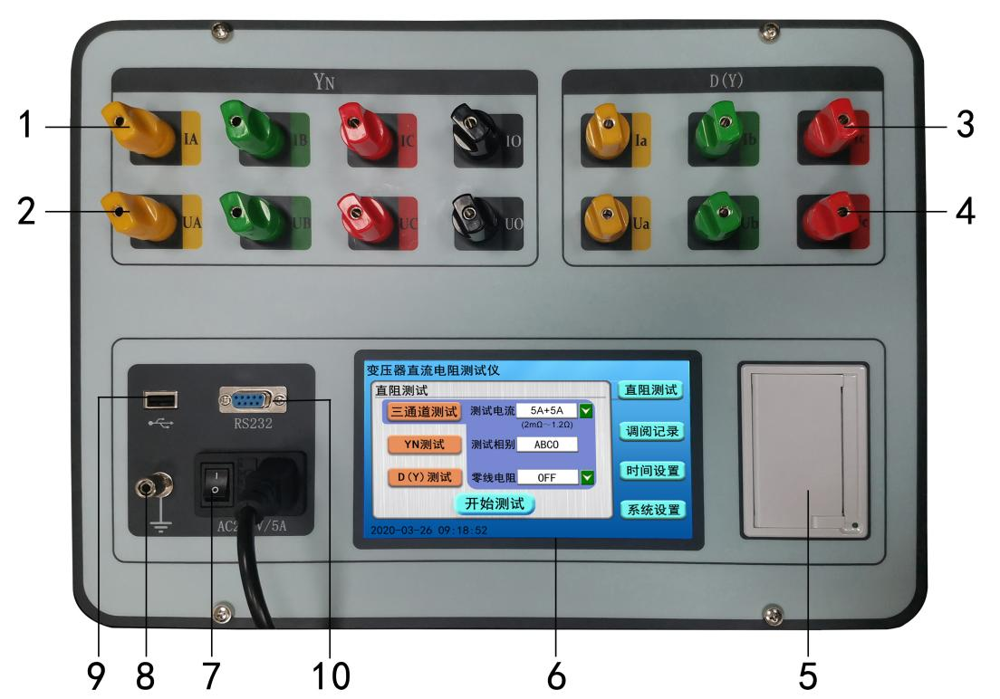 YN
D(Y)
1
IA
IB
IC
IO
Ia
Ib
Ic
3
2
UA
UB
UC
UO
Ua
Ub
Uc
4
变压器直流电阻测试仪
直阻测试
三通道测试
测试电流
5A+5A
(2mΩ~1.2Ω)
YN测试
测试相别
ABCO
D(Y)测试
零线电阻
OFF
开始测试
2020-03-26 09:18:52
直阻测试
调阅记录
时间设置
系统设置
RS232
I
O
9
8
7
10
6
5